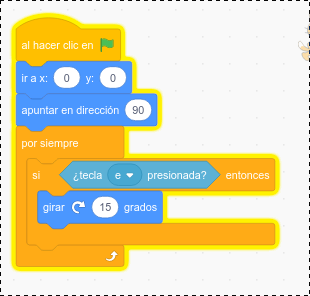 al hacer clic en
ir a x: 0 y: 0
apuntar en dirección 90
por siempre
si ¿tecla e presionada? entonces
girar 15 grados